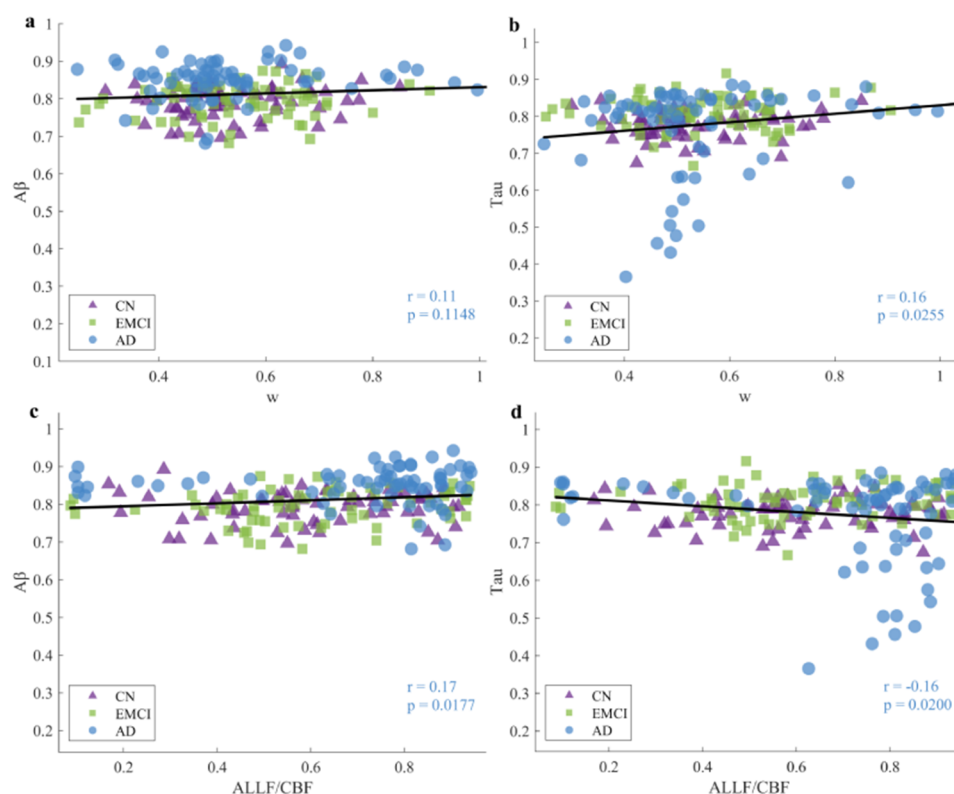 a
1
0.9
0.8
0.7
0.6
0.5
0.4
0.3
0.2
0.1
Aβ
CN
EMCI
AD
r = 0.11
p = 0.1148
0.4
0.6
0.8
1
w
b
1
0.9
0.8
0.7
0.6
0.5
0.4
0.3
0.2
Tau
CN
EMCI
AD
r = 0.16
p = 0.0255
0.4
0.6
0.8
1
w
c
1
0.9
0.8
0.7
0.6
0.5
0.4
0.3
0.2
Aβ
CN
EMCI
AD
r = 0.17
p = 0.0177
0.2
0.4
0.6
0.8
ALLF/CBF
d
1
0.9
0.8
0.7
0.6
0.5
0.4
0.3
0.2
Tau
CN
EMCI
AD
r = -0.16
p = 0.0200
0.2
0.4
0.6
0.8
ALLF/CBF